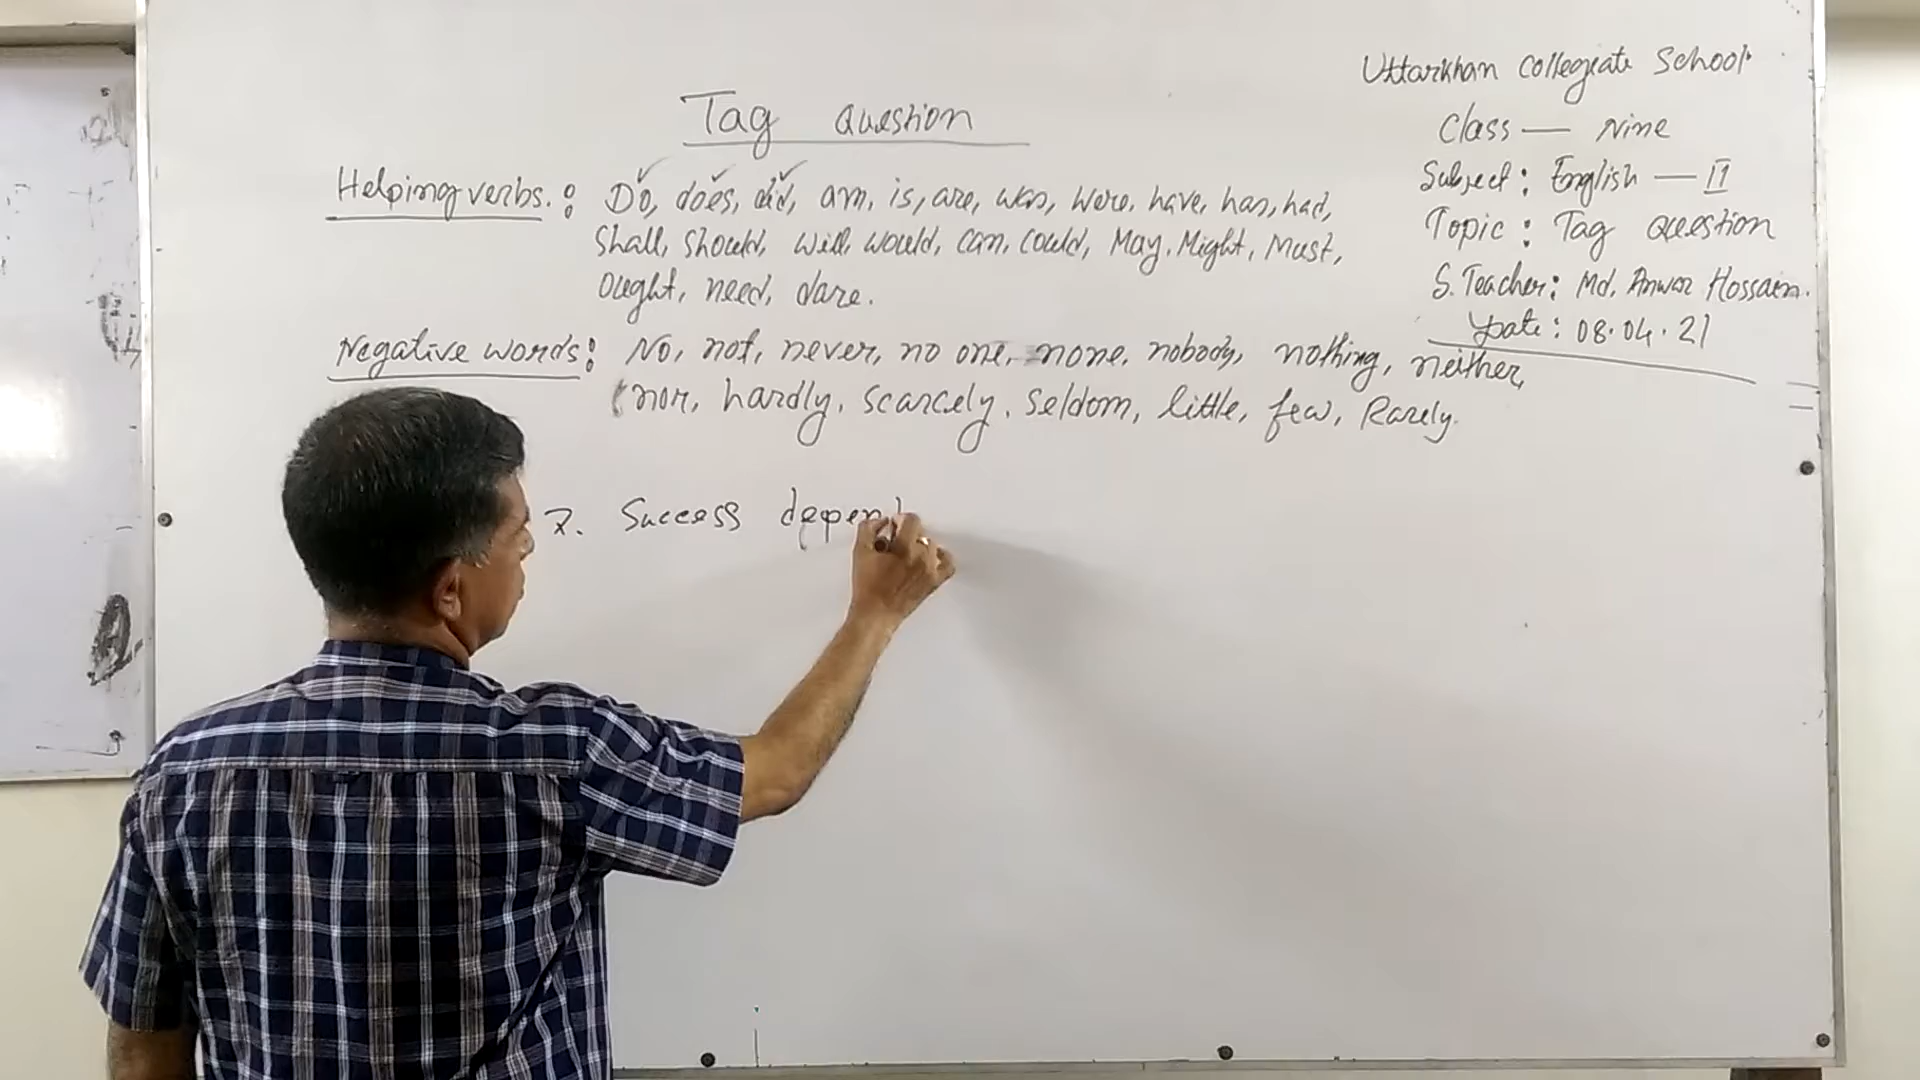 Uttarkhan Collegiate School
Class — Nine
Subject: English — II
Topic: Tag Question
S. Teacher: Md. Anwar Hossain.
Date: 08.04.21
Tag Question
Helping verbs.: Do, does, did, am, is, are, was, were, have, has, had,
Shall, should, will, would, can, could, May, Might, Must,
Ought, need, dare.
Negative words: No, not, never, no one, none, nobody, nothing, neither,
nor, hardly, scarcely, seldom, little, few, Rarely.
7. Success depend